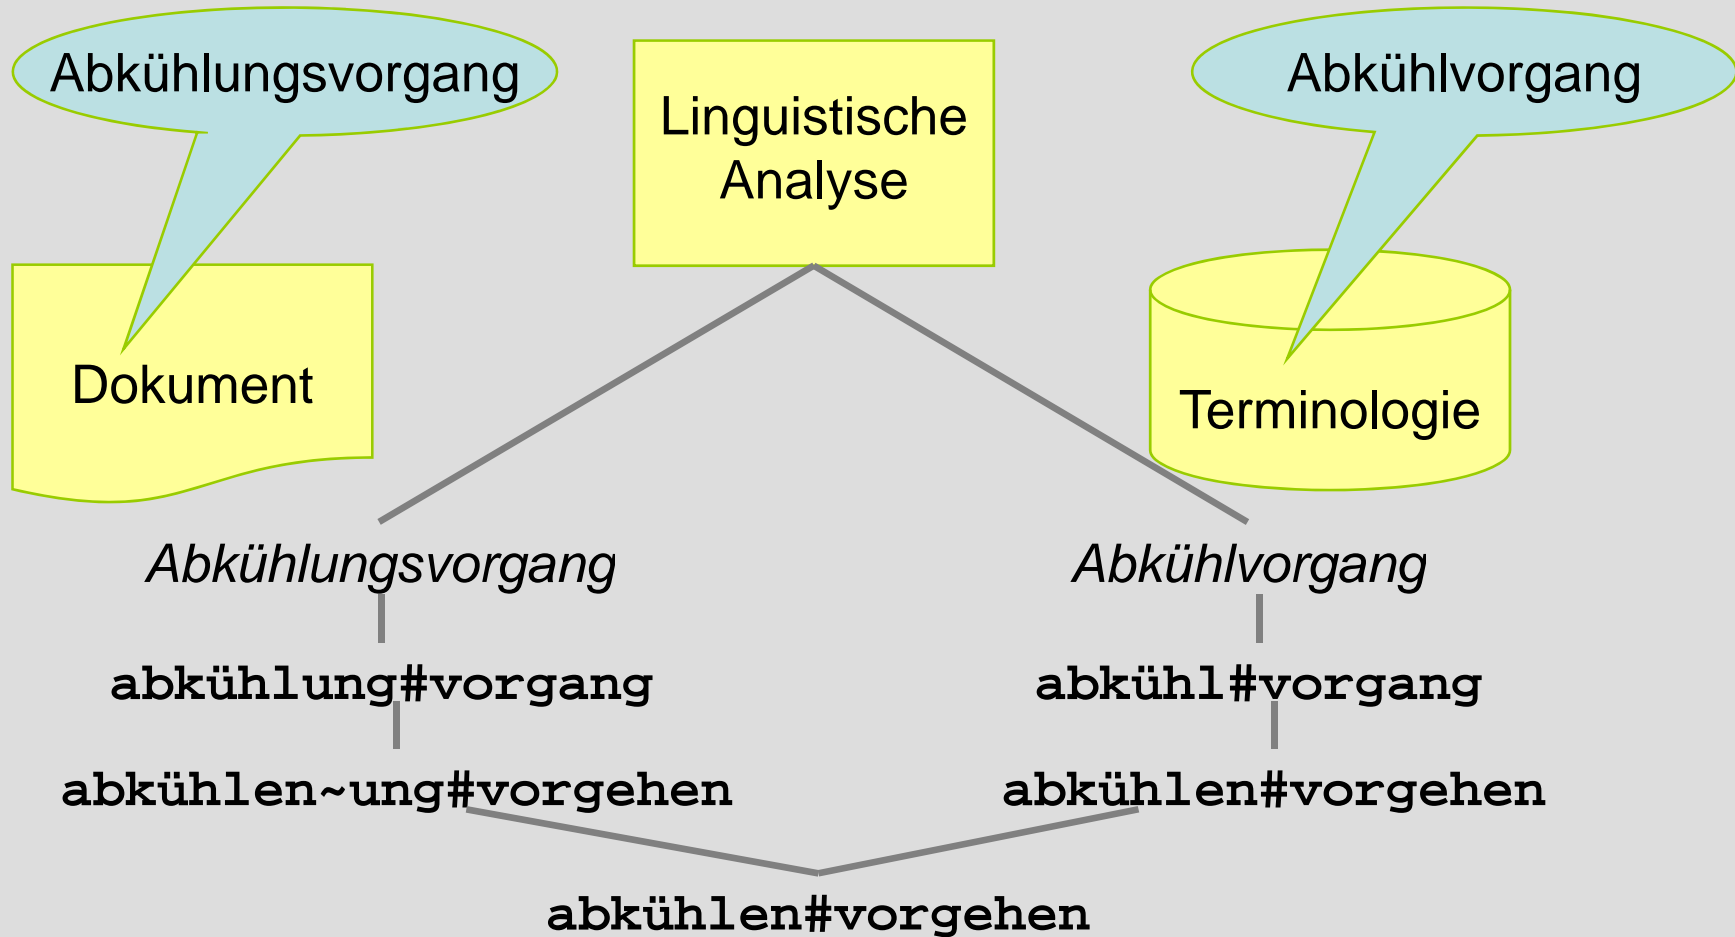 Abkühlungsvorgang
Linguistische
Analyse
Abkühlvorgang
Dokument
Terminologie
Abkühlungsvorgang
Abkühlvorgang
abkühlung#vorgang
abkühl#vorgang
abkühlen~ung#vorgehen
abkühlen#vorgehen
abkühlen#vorgehen